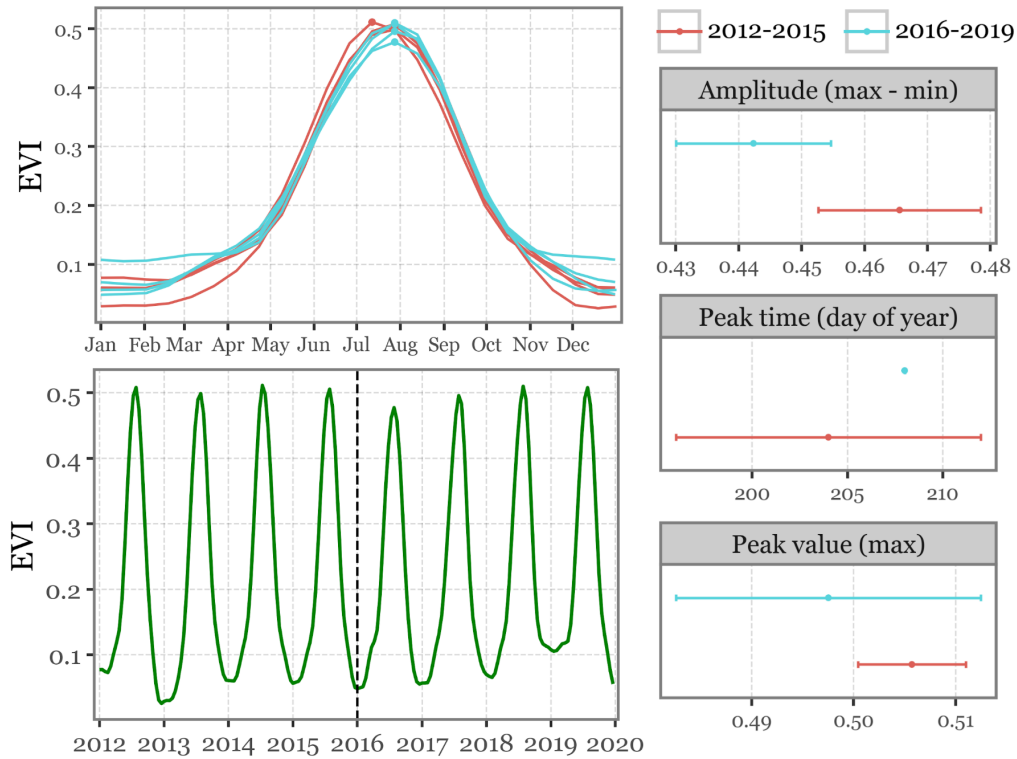 2012-2015 2016-2019
EVI
0.5
0.4
0.3
0.2
0.1
Jan Feb Mar Apr May Jun Jul Aug Sep Oct Nov Dec
EVI
0.5
0.4
0.3
0.2
0.1
2012 2013 2014 2015 2016 2017 2018 2019 2020
Amplitude (max - min)
0.43 0.44 0.45 0.46 0.47 0.48
Peak time (day of year)
200 205 210
Peak value (max)
0.49 0.50 0.51